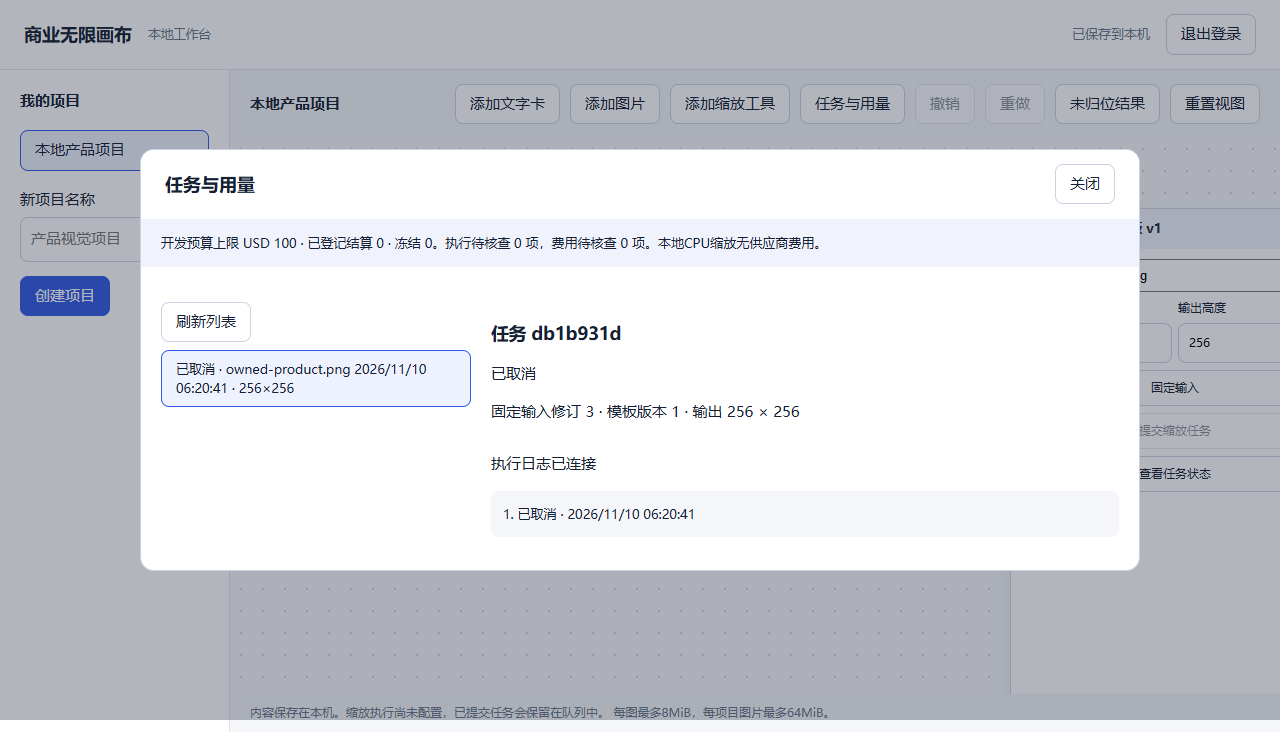 商业无限画布 本地工作台 已保存到本机 退出登录
我的项目
本地产品项目
新项目名称
产品视觉项目
创建项目
本地产品项目 添加文字卡 添加图片 添加缩放工具 任务与用量 撤销 重做 未归位结果 重置视图
任务与用量 关闭
开发预算上限 USD 100 · 已登记结算 0 · 冻结 0。执行待核查 0 项，费用待核查 0 项。本地CPU缩放无供应商费用。
刷新列表
已取消 · owned-product.png 2026/11/10
06:20:41 · 256×256
任务 db1b931d
已取消
固定输入修订 3 · 模板版本 1 · 输出 256 × 256
执行日志已连接
1. 已取消 · 2026/11/10 06:20:41
v1
g
输出高度
256
固定输入
提交缩放任务
查看任务状态
内容保存在本机。缩放执行尚未配置，已提交任务会保留在队列中。 每图最多8MiB，每项目图片最多64MiB。